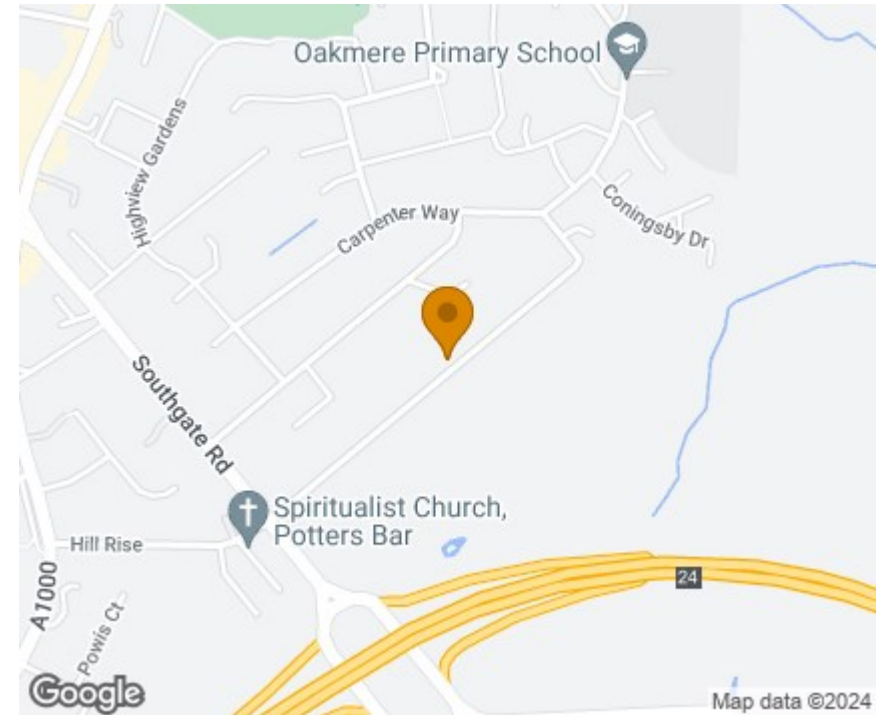 Oakmere Primary School
Highview Gardens
Carpenter Way
Coningsby Dr
Southgate Rd
Spiritualist Church,
Potters Bar
Hill Rise
24
A1000
Powis Ct
Google
Map data ©2024